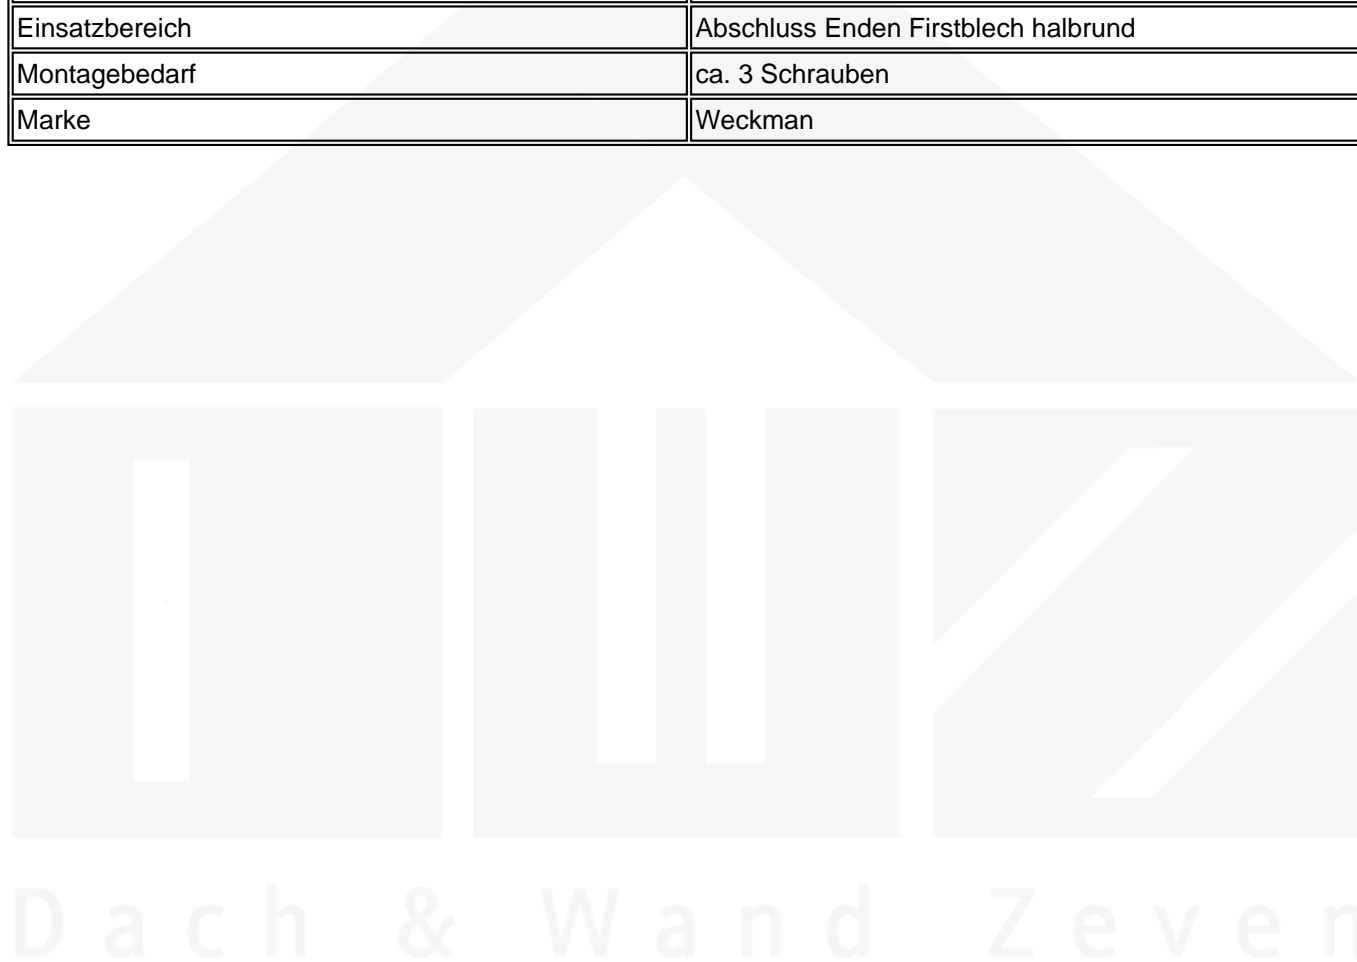 Einsatzbereich Abschluss Enden Firstblech halbrund
Montagebedarf ca. 3 Schrauben
Marke Weckman
Dach & Wand Zeven